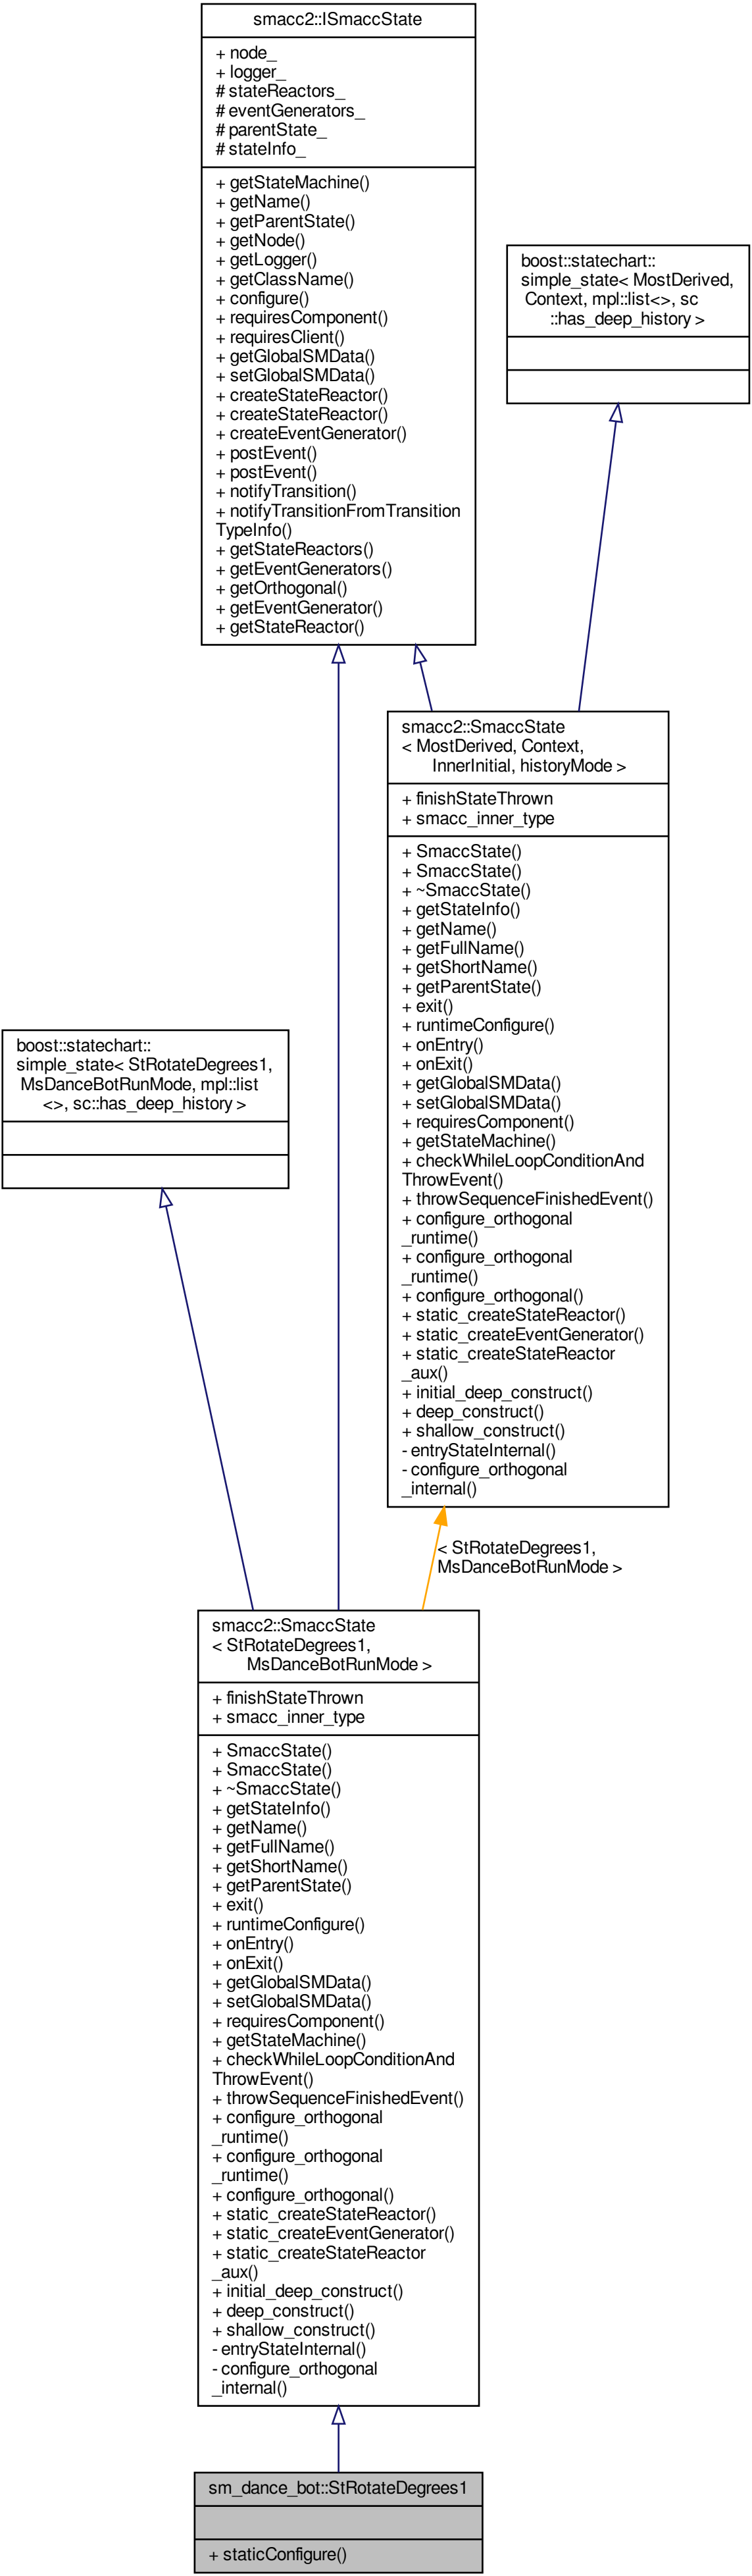 smacc2::ISmaccState
+ node_
+ logger_
# stateReactors_
# eventGenerators_
# parentState_
# stateInfo_
+ getStateMachine()
+ getName()
+ getParentState()
+ getNode()
+ getLogger()
+ getClassName()
+ configure()
+ requiresComponent()
+ requiresClient()
+ getGlobalSMData()
+ setGlobalSMData()
+ createStateReactor()
+ createStateReactor()
+ createEventGenerator()
+ postEvent()
+ postEvent()
+ notifyTransition()
+ notifyTransitionFromTransition
TypeInfo()
+ getStateReactors()
+ getEventGenerators()
+ getOrthogonal()
+ getEventGenerator()
+ getStateReactor()
boost::statechart::
simple_state< MostDerived,
Context, mpl::list<>, sc
::has_deep_history >
smacc2::SmaccState
< MostDerived, Context,
InnerInitial, historyMode >
+ finishStateThrown
+ smacc_inner_type
+ SmaccState()
+ SmaccState()
+ ~SmaccState()
+ getStateInfo()
+ getName()
+ getFullName()
+ getShortName()
+ getParentState()
+ exit()
+ runtimeConfigure()
+ onEntry()
+ onExit()
+ getGlobalSMData()
+ setGlobalSMData()
+ requiresComponent()
+ getStateMachine()
+ checkWhileLoopConditionAnd
ThrowEvent()
+ throwSequenceFinishedEvent()
+ configure_orthogonal
_runtime()
+ configure_orthogonal
_runtime()
+ configure_orthogonal()
+ static_createStateReactor()
+ static_createEventGenerator()
+ static_createStateReactor
_aux()
+ initial_deep_construct()
+ deep_construct()
+ shallow_construct()
- entryStateInternal()
- configure_orthogonal
_internal()
boost::statechart::
simple_state< StRotateDegrees1,
MsDanceBotRunMode, mpl::list
<>, sc::has_deep_history >
< StRotateDegrees1,
MsDanceBotRunMode >
smacc2::SmaccState
< StRotateDegrees1,
MsDanceBotRunMode >
+ finishStateThrown
+ smacc_inner_type
+ SmaccState()
+ SmaccState()
+ ~SmaccState()
+ getStateInfo()
+ getName()
+ getFullName()
+ getShortName()
+ getParentState()
+ exit()
+ runtimeConfigure()
+ onEntry()
+ onExit()
+ getGlobalSMData()
+ setGlobalSMData()
+ requiresComponent()
+ getStateMachine()
+ checkWhileLoopConditionAnd
ThrowEvent()
+ throwSequenceFinishedEvent()
+ configure_orthogonal
_runtime()
+ configure_orthogonal
_runtime()
+ configure_orthogonal()
+ static_createStateReactor()
+ static_createEventGenerator()
+ static_createStateReactor
_aux()
+ initial_deep_construct()
+ deep_construct()
+ shallow_construct()
- entryStateInternal()
- configure_orthogonal
_internal()
sm_dance_bot::StRotateDegrees1
+ staticConfigure()